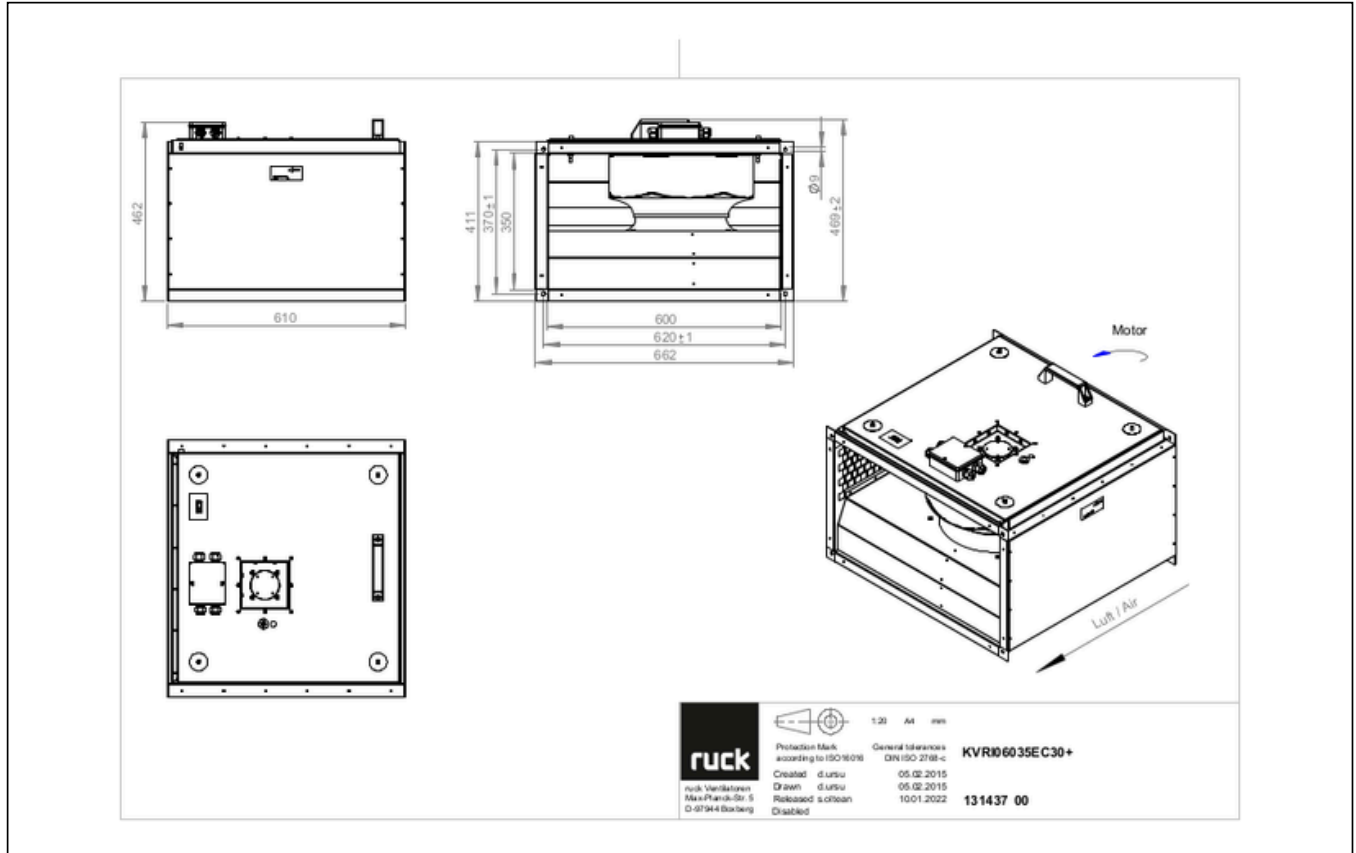 462
610
411
370±1
350
Ø9
469±2
600
620±1
662
Motor
Luft / Air
ruck
ruck Ventilatoren
Max-Planck-Str. 5
D-97944 Boxberg
1:20 A4 mm
Protection Mark
according to ISO16016
General tolerances
DIN ISO 2768-c
KVRI06035EC30+
Created d.ursu 05.02.2015
Drawn d.ursu 05.02.2015
Released s.oltean 10.01.2022
Disabled
131437 00